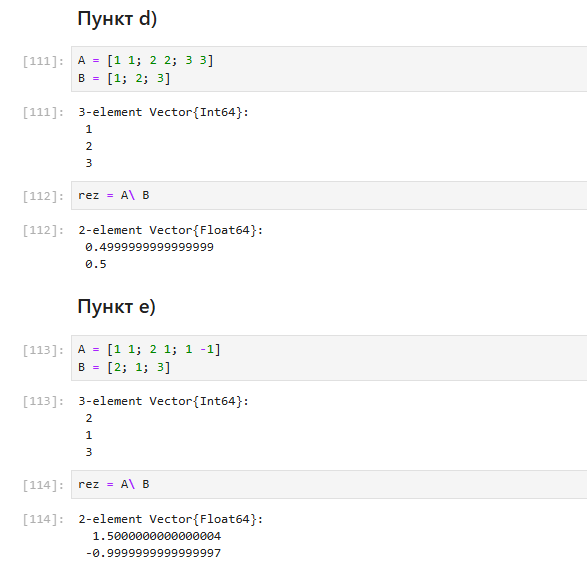 Пункт d)
[111]: A = [1 1; 2 2; 3 3]
B = [1; 2; 3]
[111]: 3-element Vector{Int64}:
1
2
3
[112]: rez = A\ B
[112]: 2-element Vector{Float64}:
0.4999999999999999
0.5
Пункт e)
[113]: A = [1 1; 2 1; 1 -1]
B = [2; 1; 3]
[113]: 3-element Vector{Int64}:
2
1
3
[114]: rez = A\ B
[114]: 2-element Vector{Float64}:
1.5000000000000004
-0.9999999999999997